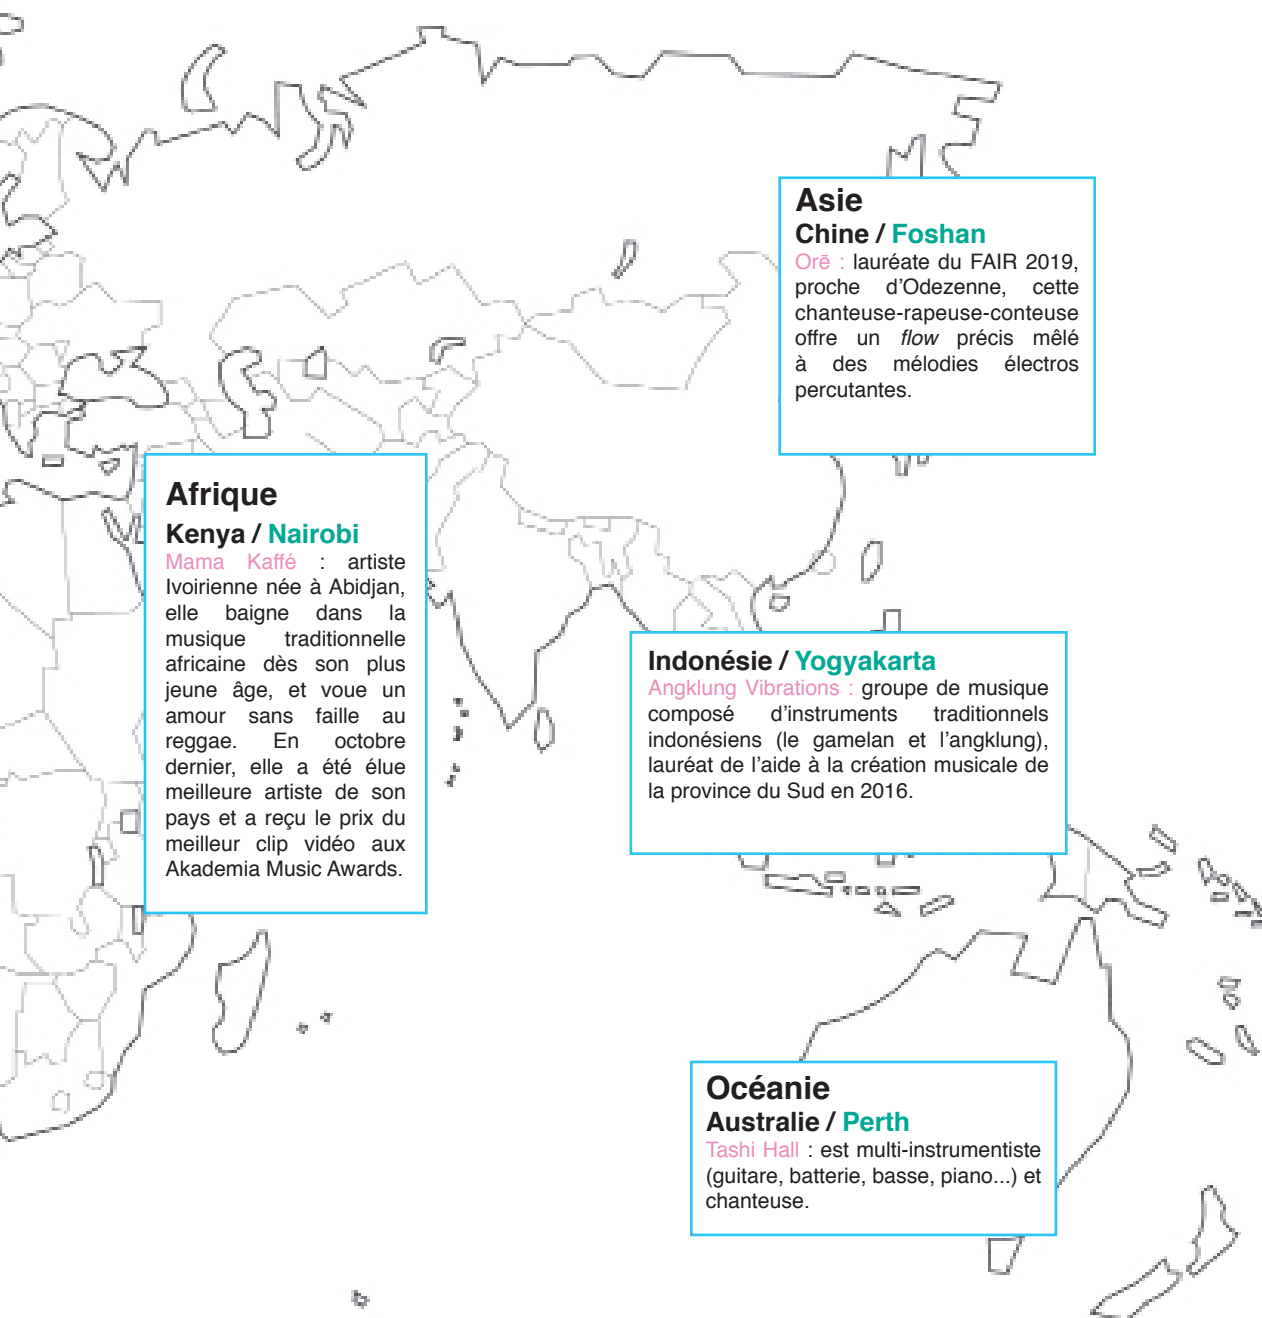 Asie
Chine / Foshan
Orē : lauréate du FAIR 2019,
proche d'Odezenne, cette
chanteuse-rapeuse-conteuse
offre un flow précis mêlé
à des mélodies électros
percutantes.
Afrique
Kenya / Nairobi
Mama Kaffé : artiste
Ivoirienne née à Abidjan,
elle baigne dans la
musique traditionnelle
africaine dès son plus
jeune âge, et voue un
amour sans faille au
reggae. En octobre
dernier, elle a été élue
meilleure artiste de son
pays et a reçu le prix du
meilleur clip vidéo aux
Akademia Music Awards.
Indonésie / Yogyakarta
Angklung Vibrations : groupe de musique
composé d'instruments traditionnels
indonésiens (le gamelan et l'angklung),
lauréat de l'aide à la création musicale de
la province du Sud en 2016.
Océanie
Australie / Perth
Tashi Hall : est multi-instrumentiste
(guitare, batterie, basse, piano...) et
chanteuse.